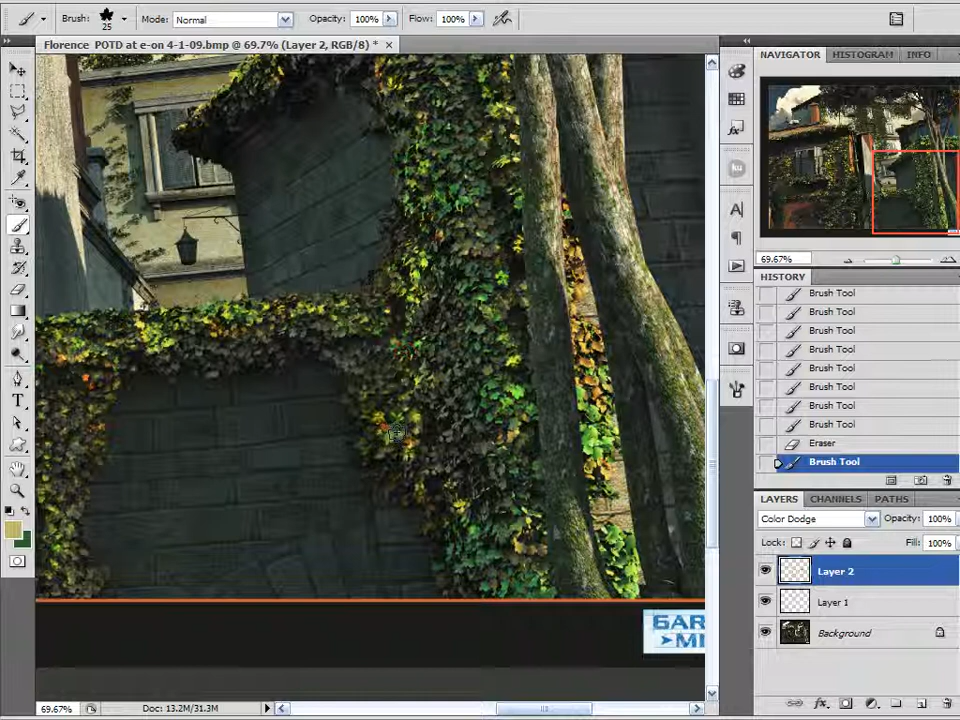 Brush: 25 Mode: Normal Opacity: 100% Flow: 100%
Florence POTD at e-on 4-1-09.bmp @ 69.7% (Layer 2, RGB/8) *
NAVIGATOR HISTOGRAM INFO
69.67%
HISTORY
Brush Tool
Brush Tool
Brush Tool
Brush Tool
Brush Tool
Brush Tool
Brush Tool
Brush Tool
Eraser
Brush Tool
LAYERS CHANNELS PATHS
Color Dodge Opacity: 100%
Lock: Fill: 100%
Layer 2
Layer 1
Background
69.67% Doc: 13.2M/31.3M